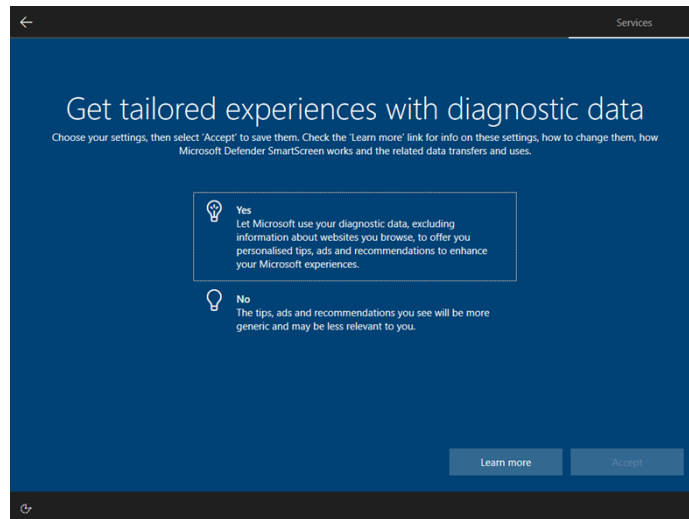 Services
Get tailored experiences with diagnostic data
Choose your settings, then select 'Accept' to save them. Check the 'Learn more' link for info on these settings, how to change them, how
Microsoft Defender SmartScreen works and the related data transfers and uses.
Yes
Let Microsoft use your diagnostic data, excluding
information about websites you browse, to offer you
personalised tips, ads and recommendations to enhance
your Microsoft experiences.
No
The tips, ads and recommendations you see will be more
generic and may be less relevant to you.
Learn more
Accept